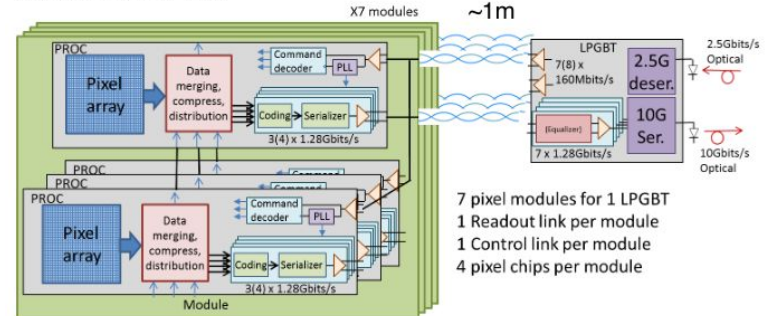 X7 modules
~1m
PROC
Pixel
array
Data
merging,
compress,
distribution
Command
decoder
PLL
Coding
Serializer
3(4) x 1.28Gbits/s
LPGBT
7(8) x
160Mbits/s
2.5G
deser.
2.5Gbits/s
Optical
[Equalizer]
10G
Ser.
7 x 1.28Gbits/s
10Gbits/s
Optical
PROC
PROC
PROC
Pixel
array
Data
merging,
compress,
distribution
Command
decoder
PLL
Coding
Serializer
3(4) x 1.28Gbits/s
Module
7 pixel modules for 1 LPGBT
1 Readout link per module
1 Control link per module
4 pixel chips per module